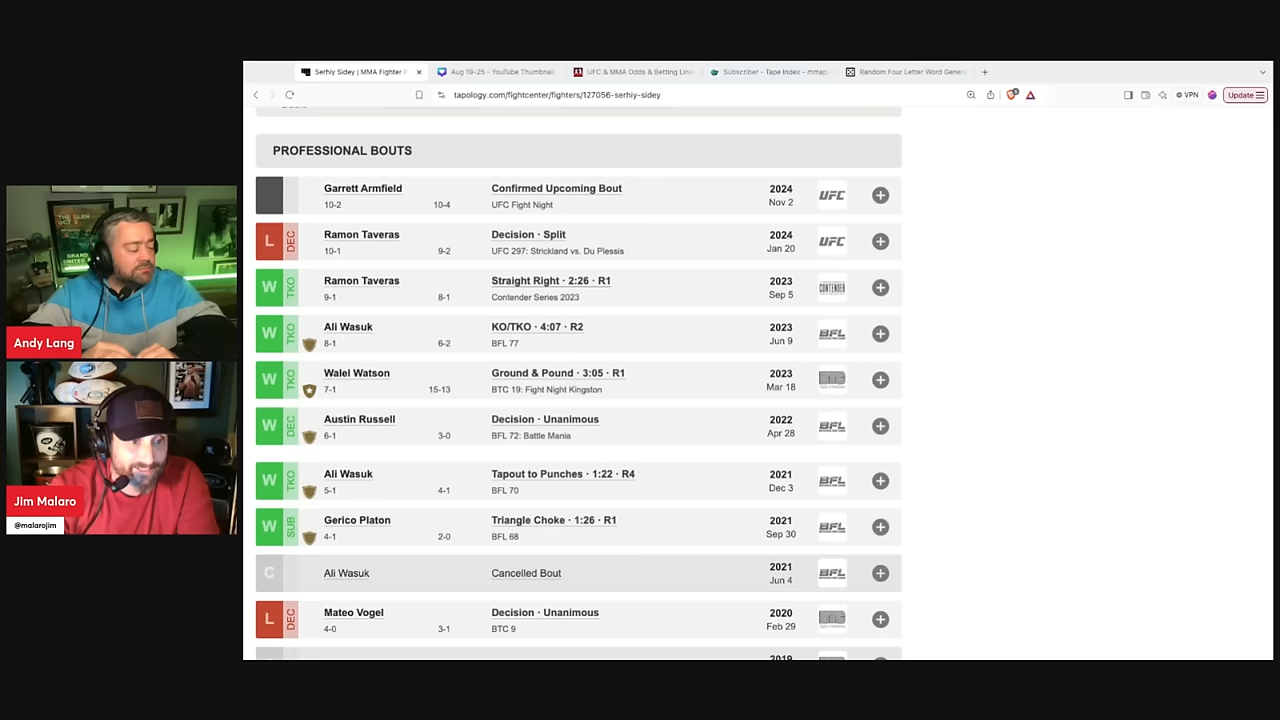 Serhiy Sidey | MMA Fighter P
Aug 19-25 - YouTube Thumbnail
UFC & MMA Odds & Betting Line
Subscriber - Tape Index - mmap
Random Four Letter Word Gener
tapology.com/fightcenter/fighters/127056-serhiy-sidey
VPN
Update
PROFESSIONAL BOUTS
Garrett Armfield Confirmed Upcoming Bout 2024
10-2 10-4 UFC Fight Night Nov 2
UFC
L DEC
Ramon Taveras Decision · Split 2024
10-1 9-2 UFC 297: Strickland vs. Du Plessis Jan 20
UFC
W TKO
Ramon Taveras Straight Right · 2:26 · R1 2023
9-1 8-1 Contender Series 2023 Sep 5
CONTENDER
W TKO
Ali Wasuk KO/TKO · 4:07 · R2 2023
8-1 6-2 BFL 77 Jun 9
BFL
W TKO
Walel Watson Ground & Pound · 3:05 · R1 2023
7-1 15-13 BTC 19: Fight Night Kingston Mar 18
W DEC
Austin Russell Decision · Unanimous 2022
6-1 3-0 BFL 72: Battle Mania Apr 28
BFL
W TKO
Ali Wasuk Tapout to Punches · 1:22 · R4 2021
5-1 4-1 BFL 70 Dec 3
BFL
W SUB
Gerico Platon Triangle Choke · 1:26 · R1 2021
4-1 2-0 BFL 68 Sep 30
BFL
C
Ali Wasuk Cancelled Bout 2021
Jun 4
BFL
L DEC
Mateo Vogel Decision · Unanimous 2020
4-0 3-1 BTC 9 Feb 29
2019
THE GLEN
Andy Lang
Jim Malaro
@malarojim